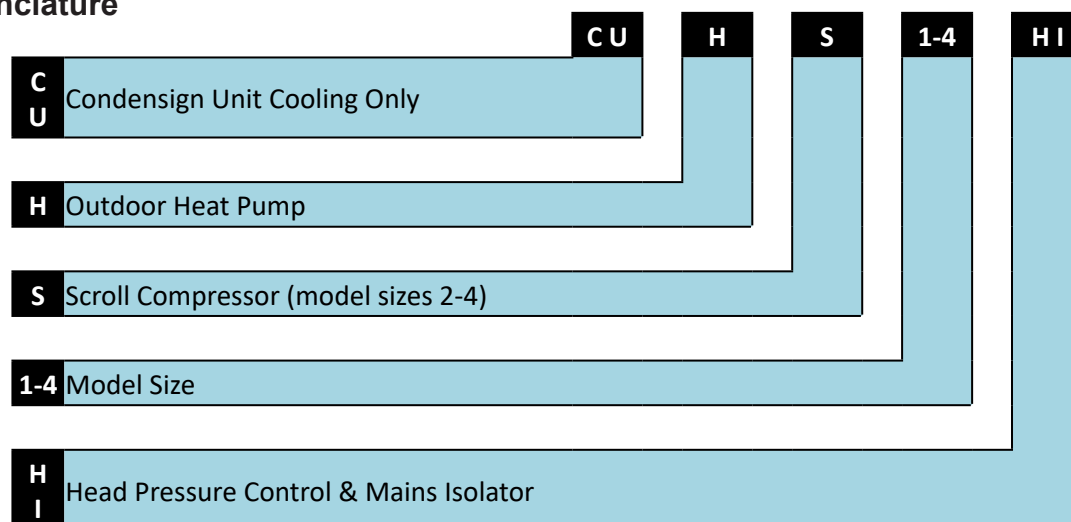 nclature
C U H S 1-4 H I
C U Condensign Unit Cooling Only
H Outdoor Heat Pump
S Scroll Compressor (model sizes 2-4)
1-4 Model Size
H I Head Pressure Control & Mains Isolator